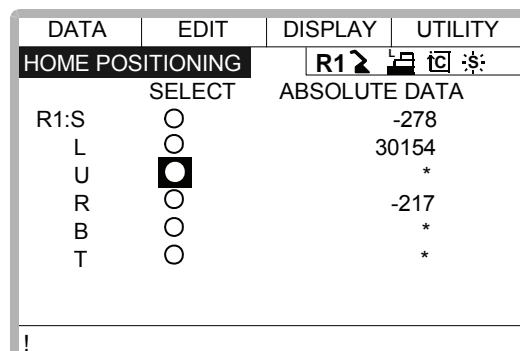 DATA EDIT DISPLAY UTILITY
HOME POSITIONING R1 L C S
SELECT ABSOLUTE DATA
R1:S -278
L 30154
U *
R -217
B *
T *
!